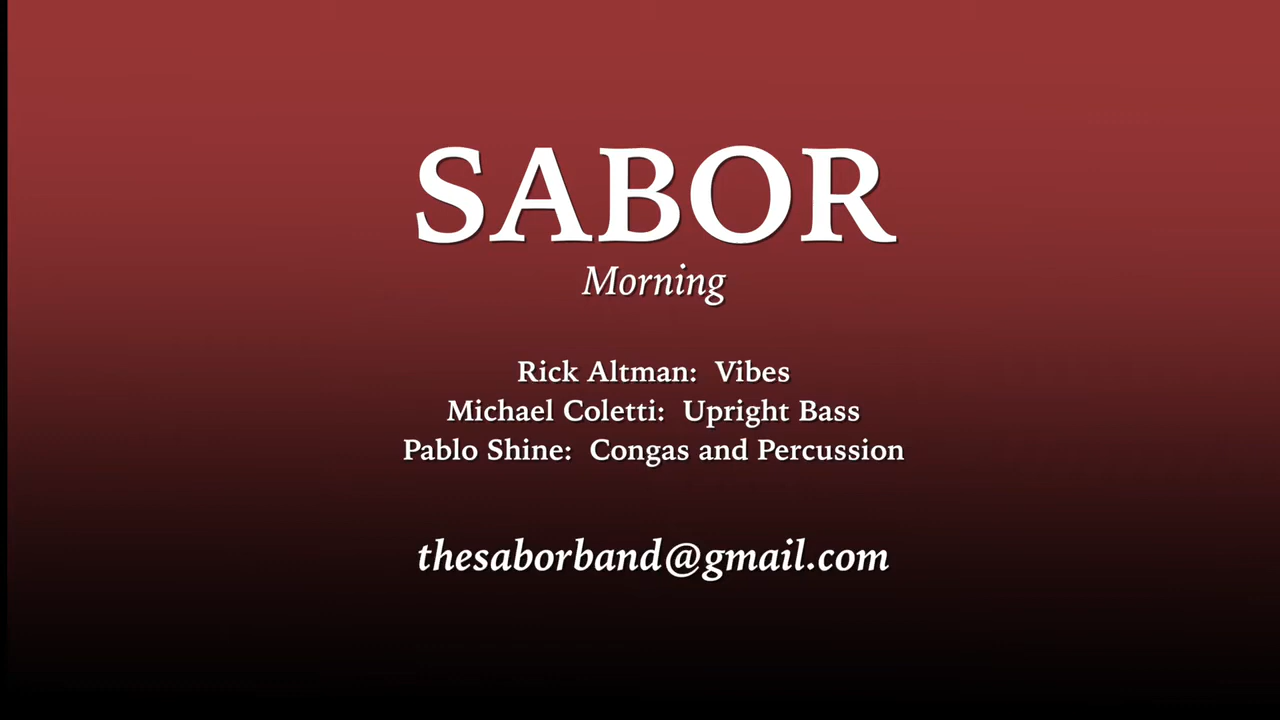 SABOR
Morning
Rick Altman: Vibes
Michael Coletti: Upright Bass
Pablo Shine: Congas and Percussion
thesaborband@gmail.com